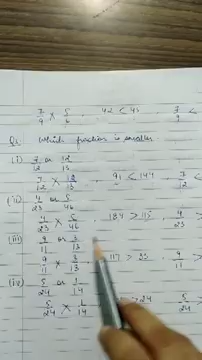 7/9 × 5/6 . 42 < 45 . 7/9 <
Q: Which fraction is smaller
(i) 7/12 or 12/13
7/12 × 12/13 . 91 < 144 . 7/12 <
(ii) 4/23 or 5/46
4/23 × 5/46 . 184 > 115 . 4/23 >
(iii) 9/11 or 3/13
9/11 × 3/13 117 > 33 . 9/11 >
(iv) 5/24 or 1/14
5/24 × 1/14 > 24 5/24 >